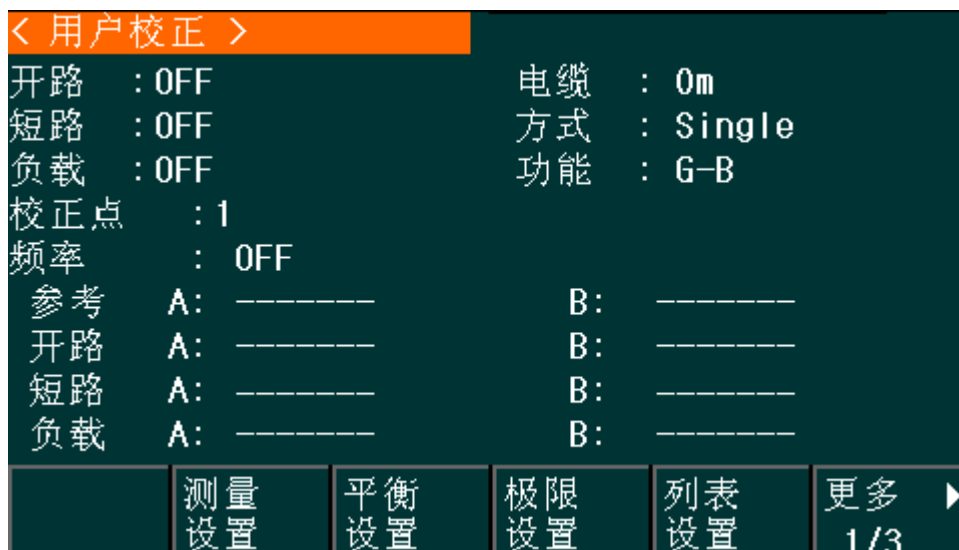 < 用户校正 >
开路 :OFF 电缆 : 0m
短路 :OFF 方式 : Single
负载 :OFF 功能 : G-B
校正点 :1
频率 : OFF
参考 A: ------- B: -------
开路 A: ------- B: -------
短路 A: ------- B: -------
负载 A: ------- B: -------
测量 平衡 极限 列表 更多 ▶
设置 设置 设置 设置 1/3